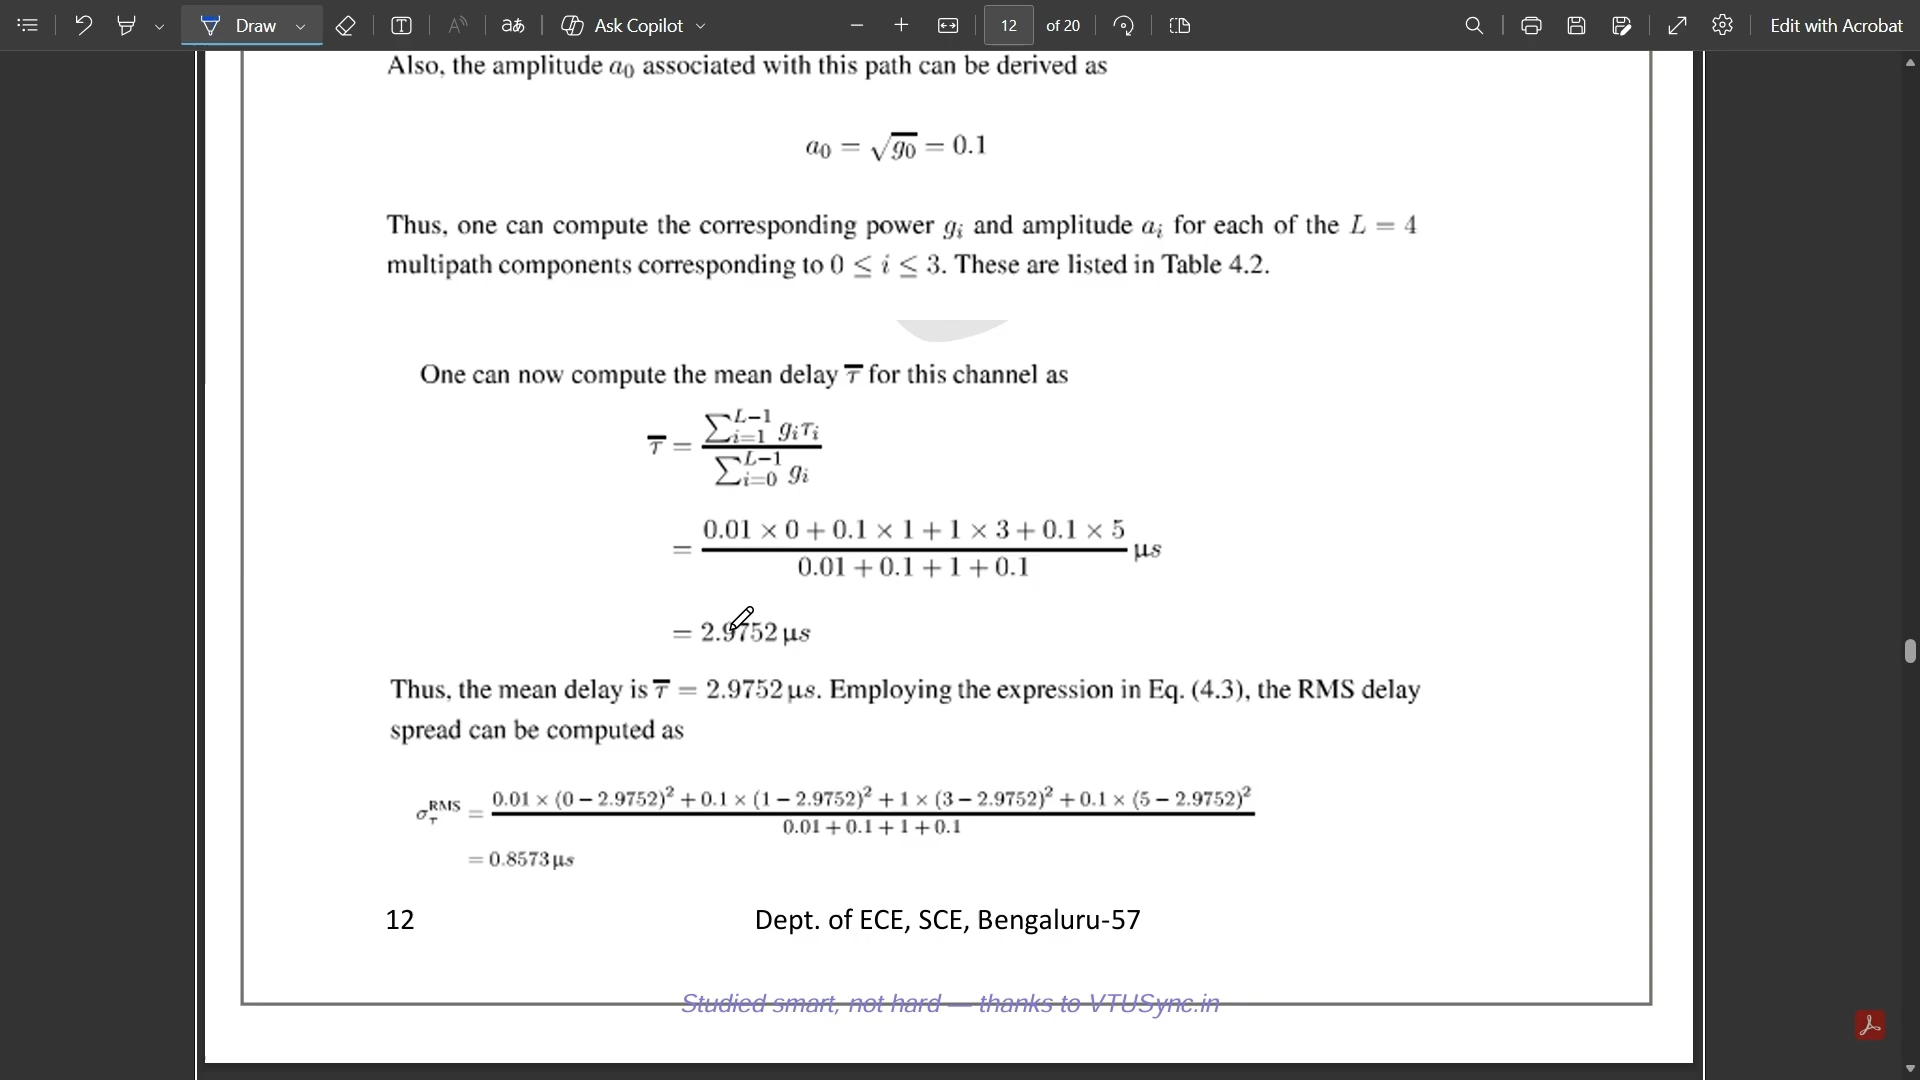 Draw aあ Ask Copilot 12 of 20 Edit with Acrobat
Also, the amplitude a₀ associated with this path can be derived as
a₀ = √g₀ = 0.1
Thus, one can compute the corresponding power gᵢ and amplitude aᵢ for each of the L = 4
multipath components corresponding to 0 ≤ i ≤ 3. These are listed in Table 4.2.
One can now compute the mean delay τ̅ for this channel as
τ̅ = ∑_{i=1}^{L−1} gᵢτᵢ / ∑_{i=0}^{L−1} gᵢ
= (0.01 × 0 + 0.1 × 1 + 1 × 3 + 0.1 × 5) / (0.01 + 0.1 + 1 + 0.1) μs
= 2.9752 μs
Thus, the mean delay is τ̅ = 2.9752 μs. Employing the expression in Eq. (4.3), the RMS delay
spread can be computed as
σ_τ^RMS = 0.01 × (0 − 2.9752)² + 0.1 × (1 − 2.9752)² + 1 × (3 − 2.9752)² + 0.1 × (5 − 2.9752)² / 0.01 + 0.1 + 1 + 0.1
= 0.8573 μs
12 Dept. of ECE, SCE, Bengaluru-57
Studied smart, not hard — thanks to VTUSync.in